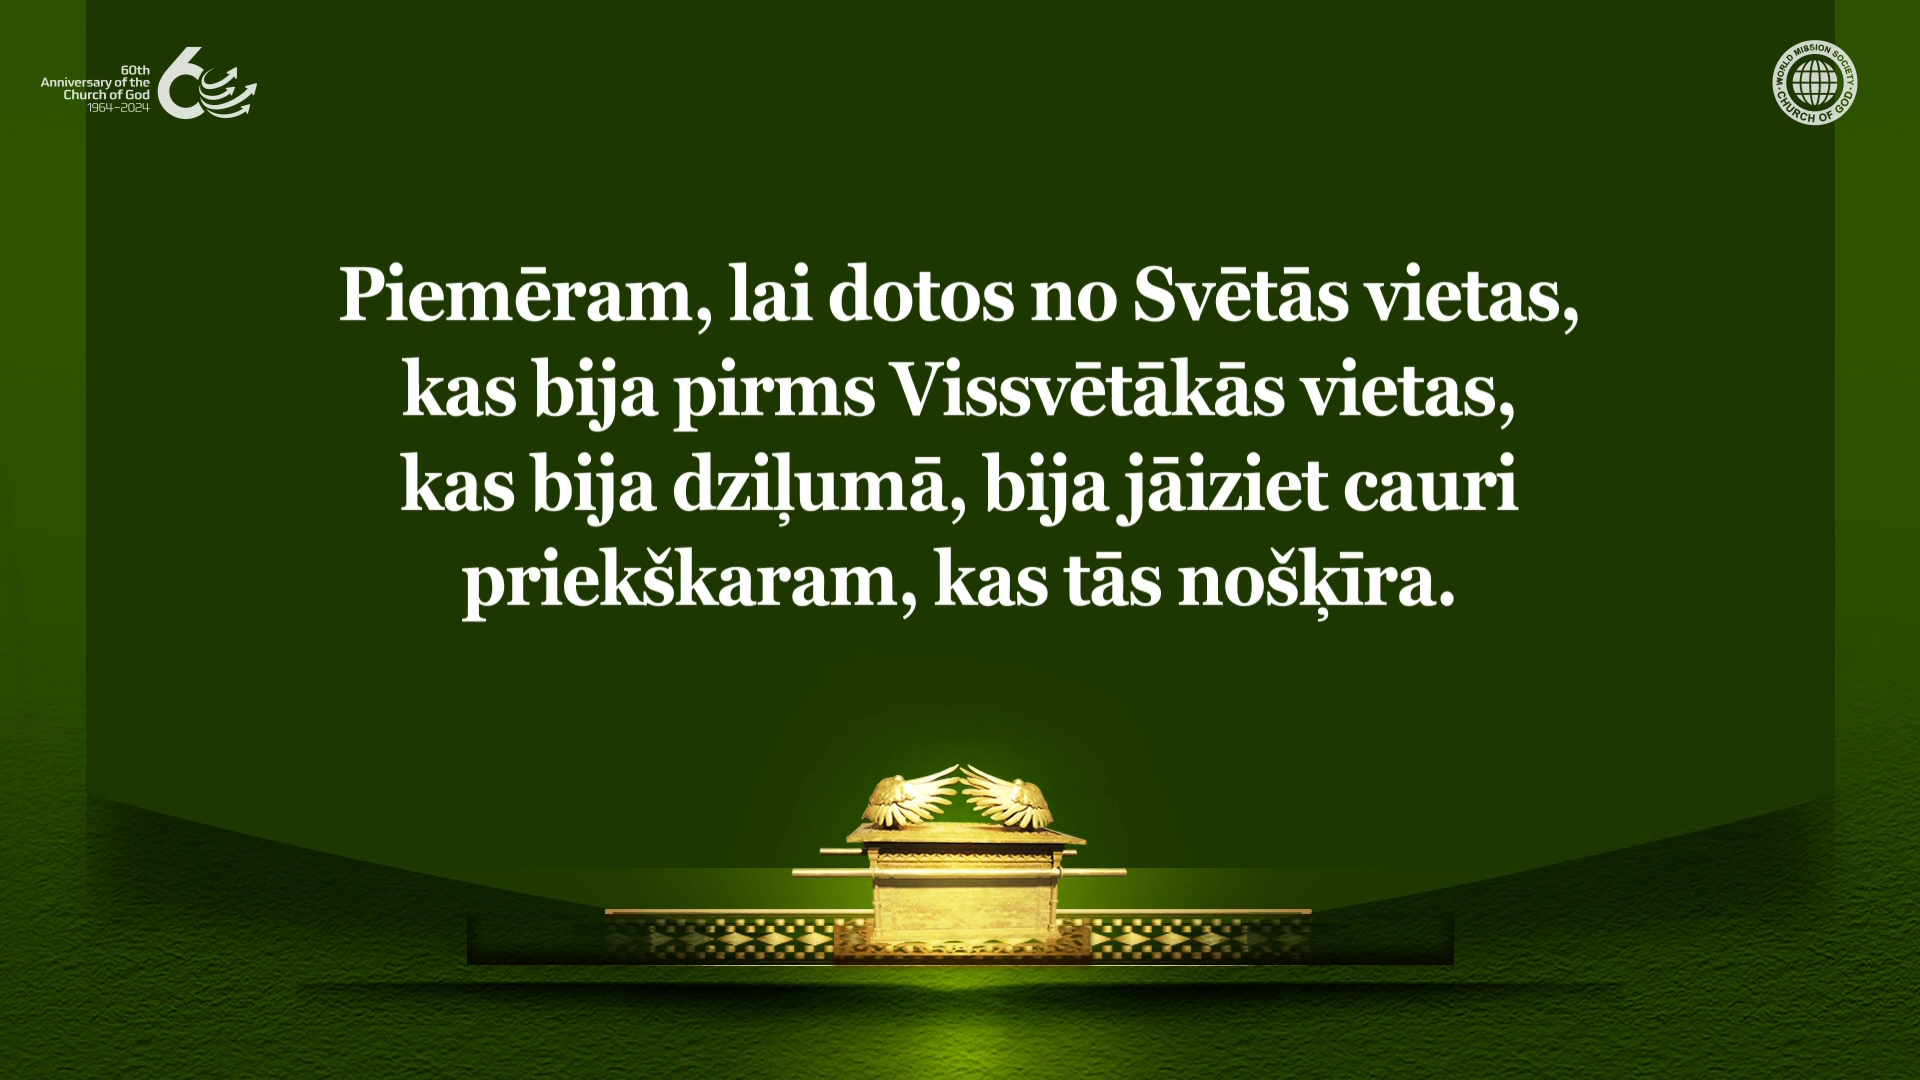 60th
Anniversary of the
Church of God
1964–2024
60
WORLD MISSION SOCIETY
CHURCH OF GOD
Piemēram, lai dotos no Svētās vietas,
kas bija pirms Vissvētākās vietas,
kas bija dziļumā, bija jāiziet cauri
priekškaram, kas tās nošķīra.